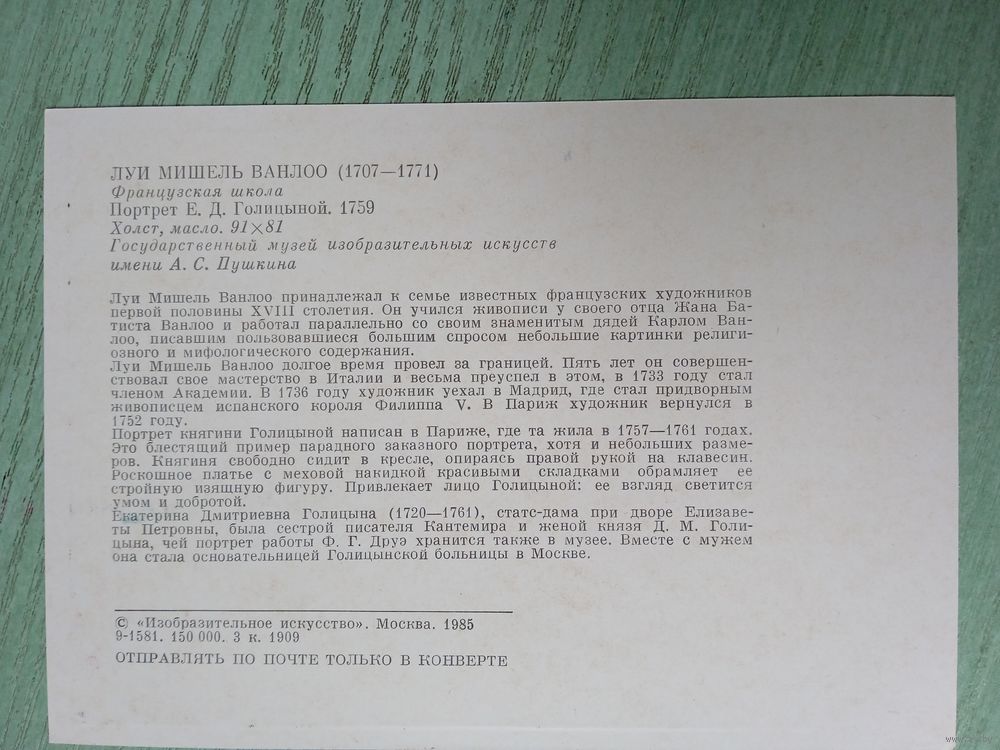 ЛУИ МИШЕЛЬ ВАНЛОО (1707—1771)
Французская школа
Портрет Е. Д. Голицыной. 1759
Холст, масло. 91×81
Государственный музей изобразительных искусств
имени А. С. Пушкина
Луи Мишель Ванлоо принадлежал к семье известных французских художников
первой половины XVIII столетия. Он учился живописи у своего отца Жана Ба-
тиста Ванлоо и работал параллельно со своим знаменитым дядей Карлом Ван-
лоо, писавшим пользовавшиеся большим спросом небольшие картинки религи-
озного и мифологического содержания.
Луи Мишель Ванлоо долгое время провел за границей. Пять лет он совершен-
ствовал свое мастерство в Италии и весьма преуспел в этом, в 1733 году стал
членом Академии. В 1736 году художник уехал в Мадрид, где стал придворным
живописцем испанского короля Филиппа V. В Париж художник вернулся в
1752 году.
Портрет княгини Голицыной написан в Париже, где та жила в 1757—1761 годах.
Это блестящий пример парадного заказного портрета, хотя и небольших разме-
ров. Княгиня свободно сидит в кресле, опираясь правой рукой на клавесин.
Роскошное платье с меховой накидкой красивыми складками обрамляет ее
стройную изящную фигуру. Привлекает лицо Голицыной: ее взгляд светится
умом и добротой.
Екатерина Дмитриевна Голицына (1720—1761), статс-дама при дворе Елизаве-
ты Петровны, была сестрой писателя Кантемира и женой князя Д. М. Голи-
цына, чей портрет работы Ф. Г. Друэ хранится также в музее. Вместе с мужем
она стала основательницей Голицынской больницы в Москве.
© «Изобразительное искусство». Москва. 1985
9-1581. 150 000. 3 к. 1909
ОТПРАВЛЯТЬ ПО ПОЧТЕ ТОЛЬКО В КОНВЕРТЕ